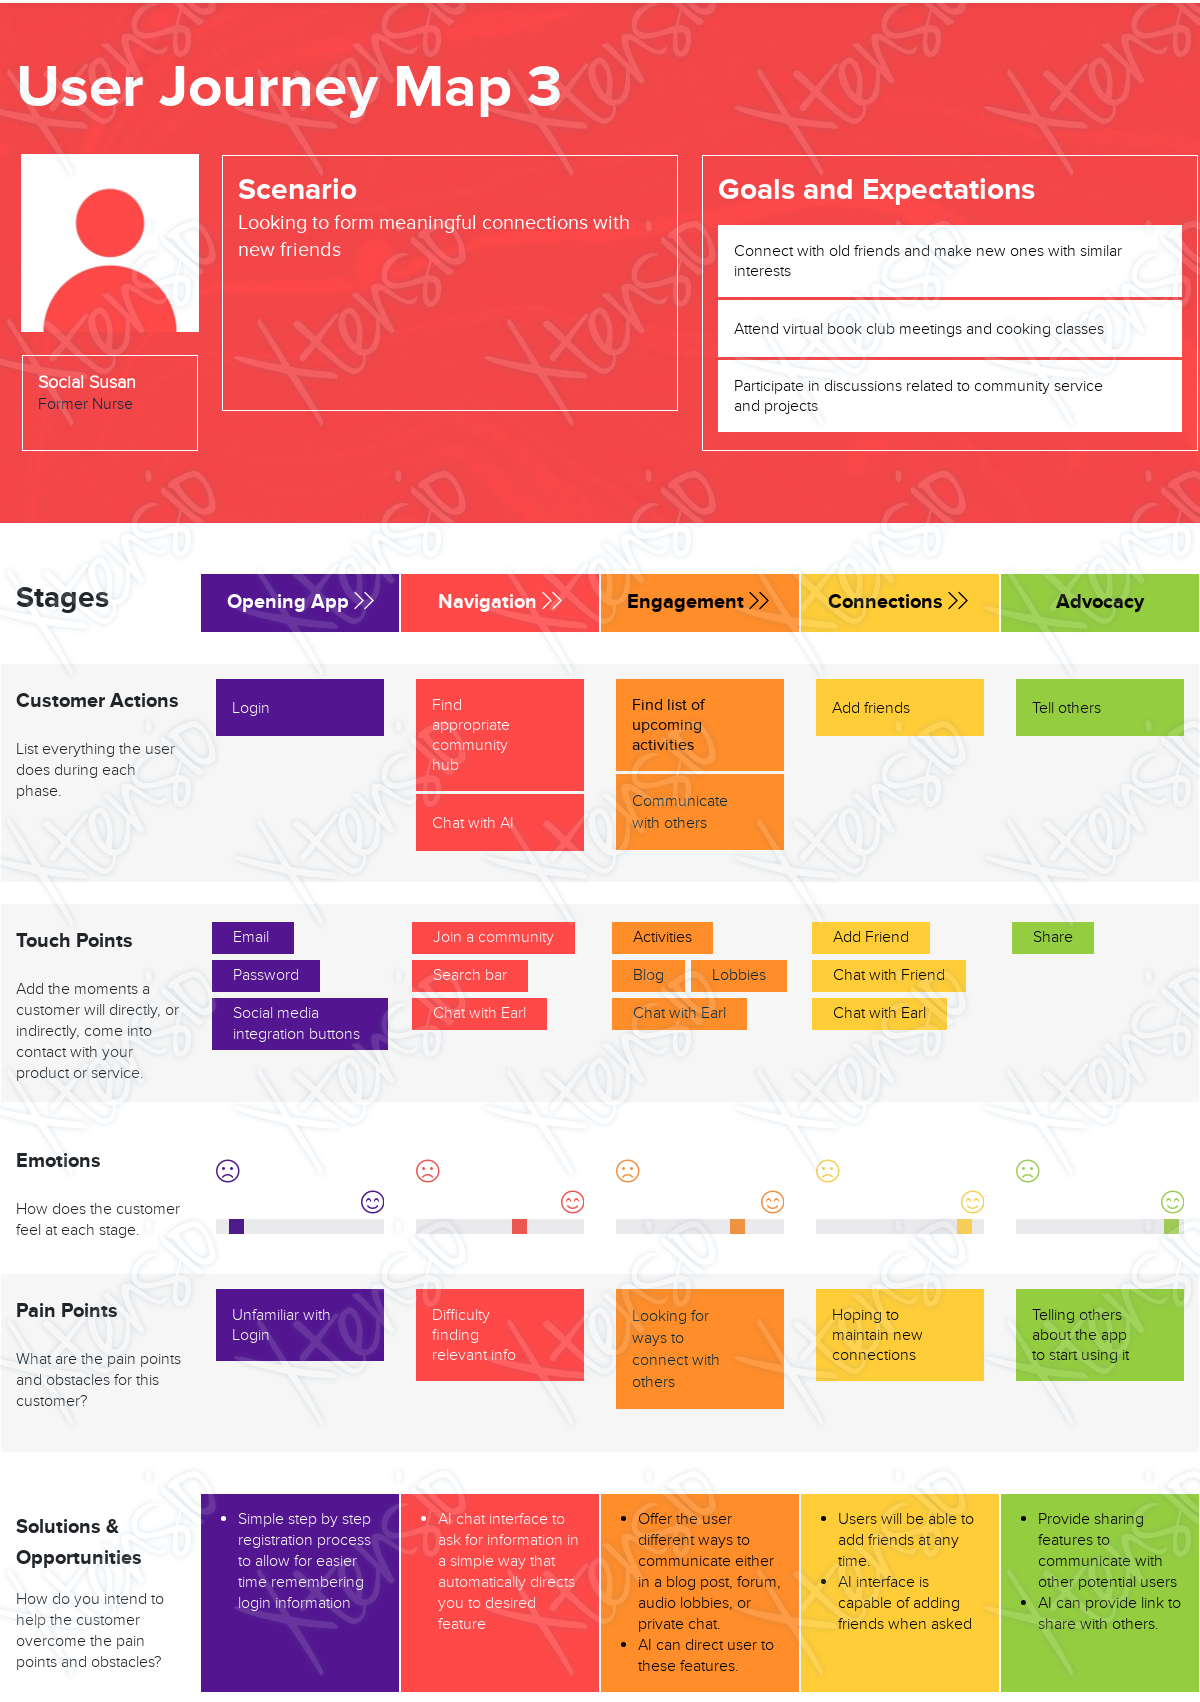 User Journey Map 3
Scenario
Looking to form meaningful connections with
new friends
Goals and Expectations
Connect with old friends and make new ones with similar
interests
Attend virtual book club meetings and cooking classes
Participate in discussions related to community service
and projects
Social Susan
Former Nurse
Stages
Opening App
Navigation
Engagement
Connections
Advocacy
Customer Actions
List everything the user
does during each
phase.
Login
Find
appropriate
community
hub
Chat with AI
Find list of
upcoming
activities
Communicate
with others
Add friends
Tell others
Touch Points
Add the moments a
customer will directly, or
indirectly, come into
contact with your
product or service.
Email
Password
Social media
integration buttons
Join a community
Search bar
Chat with Earl
Activities
Blog
Lobbies
Chat with Earl
Add Friend
Chat with Friend
Chat with Earl
Share
Emotions
How does the customer
feel at each stage.
Pain Points
What are the pain points
and obstacles for this
customer?
Unfamiliar with
Login
Difficulty
finding
relevant info
Looking for
ways to
connect with
others
Hoping to
maintain new
connections
Telling others
about the app
to start using it
Solutions &
Opportunities
How do you intend to
help the customer
overcome the pain
points and obstacles?
• Simple step by step
registration process
to allow for easier
time remembering
login information
• AI chat interface to
ask for information in
a simple way that
automatically directs
you to desired
feature
• Offer the user
different ways to
communicate either
in a blog post, forum,
audio lobbies, or
private chat.
• AI can direct user to
these features.
• Users will be able to
add friends at any
time.
• AI interface is
capable of adding
friends when asked
• Provide sharing
features to
communicate with
other potential users
• AI can provide link to
share with others.
Xtensio